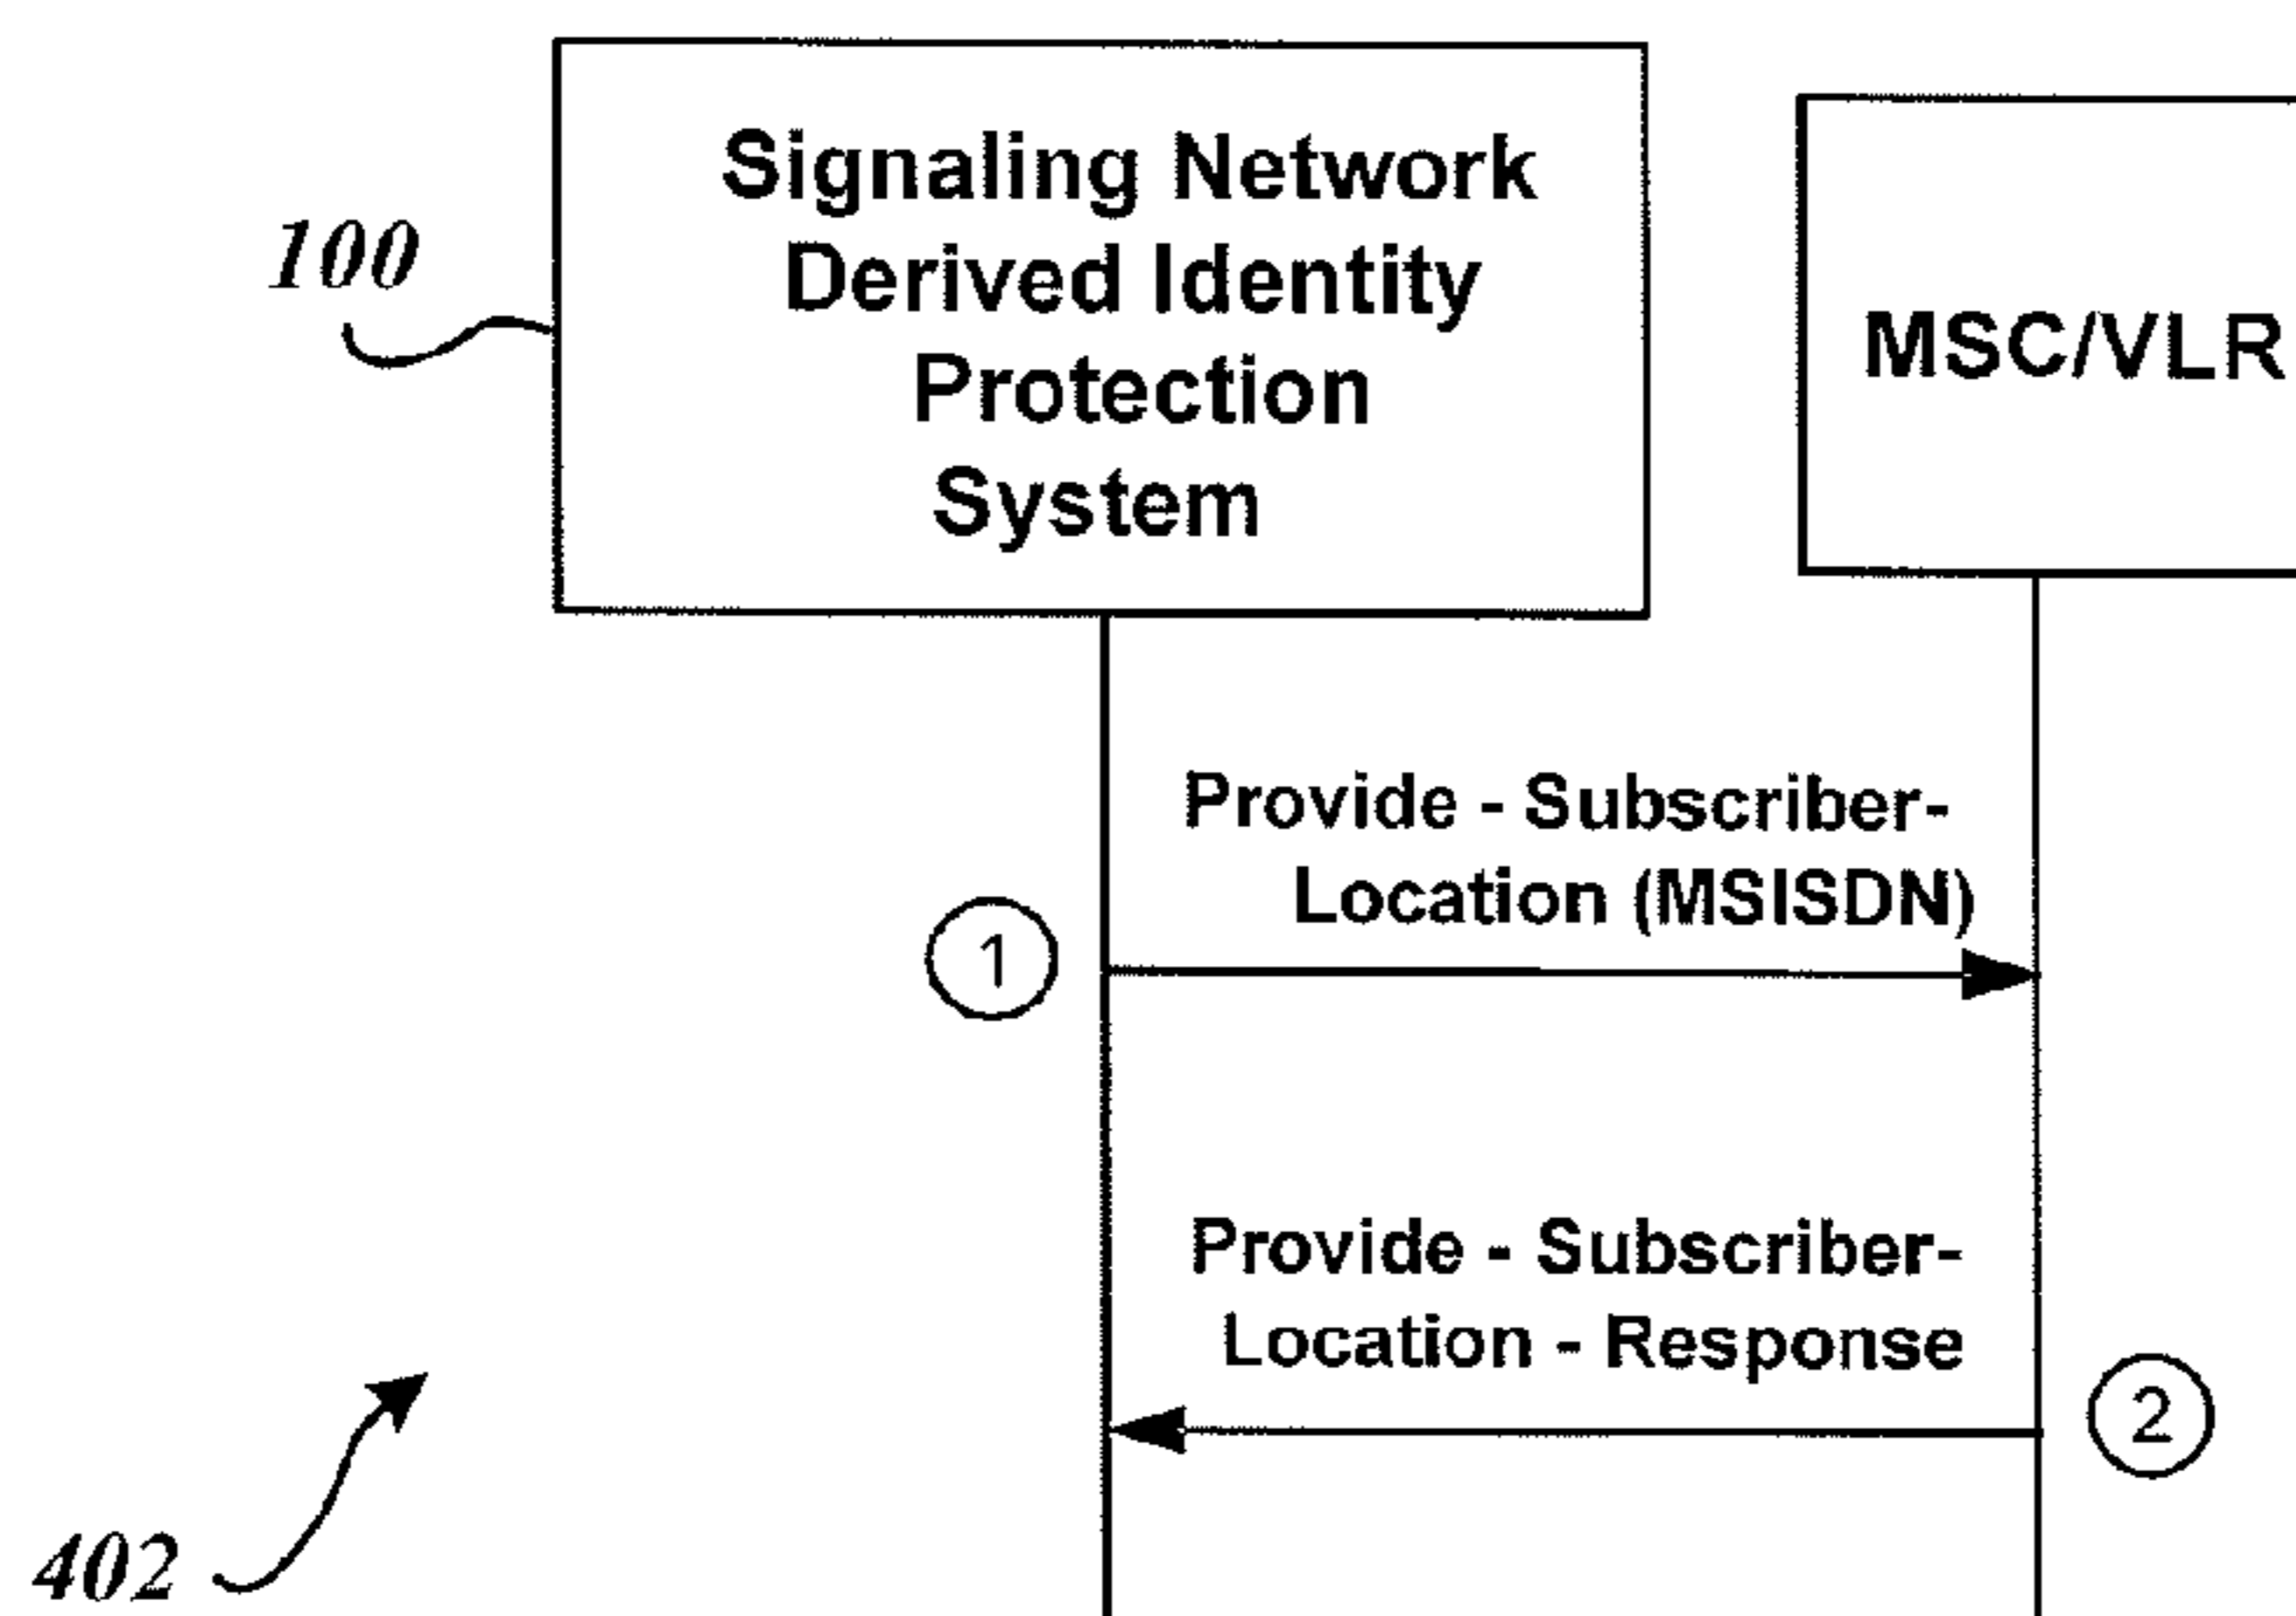 Signaling Network
Derived Identity
Protection
System
100
MSC/VLR
Provide - Subscriber-
Location (MSISDN)
1
Provide - Subscriber-
Location - Response
2
402